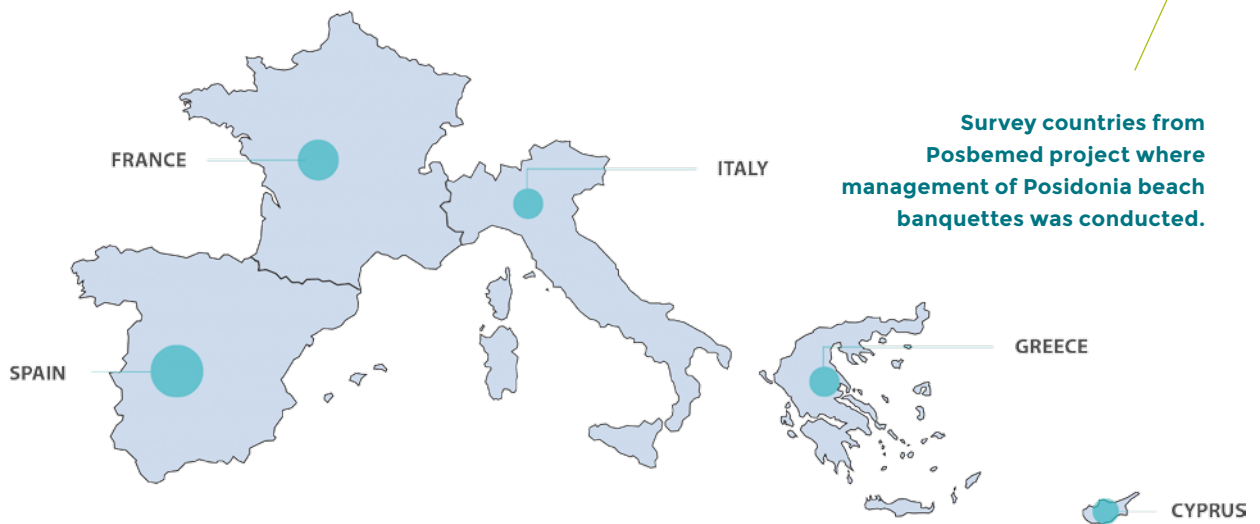 Survey countries from
Posbemed project where
management of Posidonia beach
banquettes was conducted.
FRANCE
ITALY
SPAIN
GREECE
CYPRUS